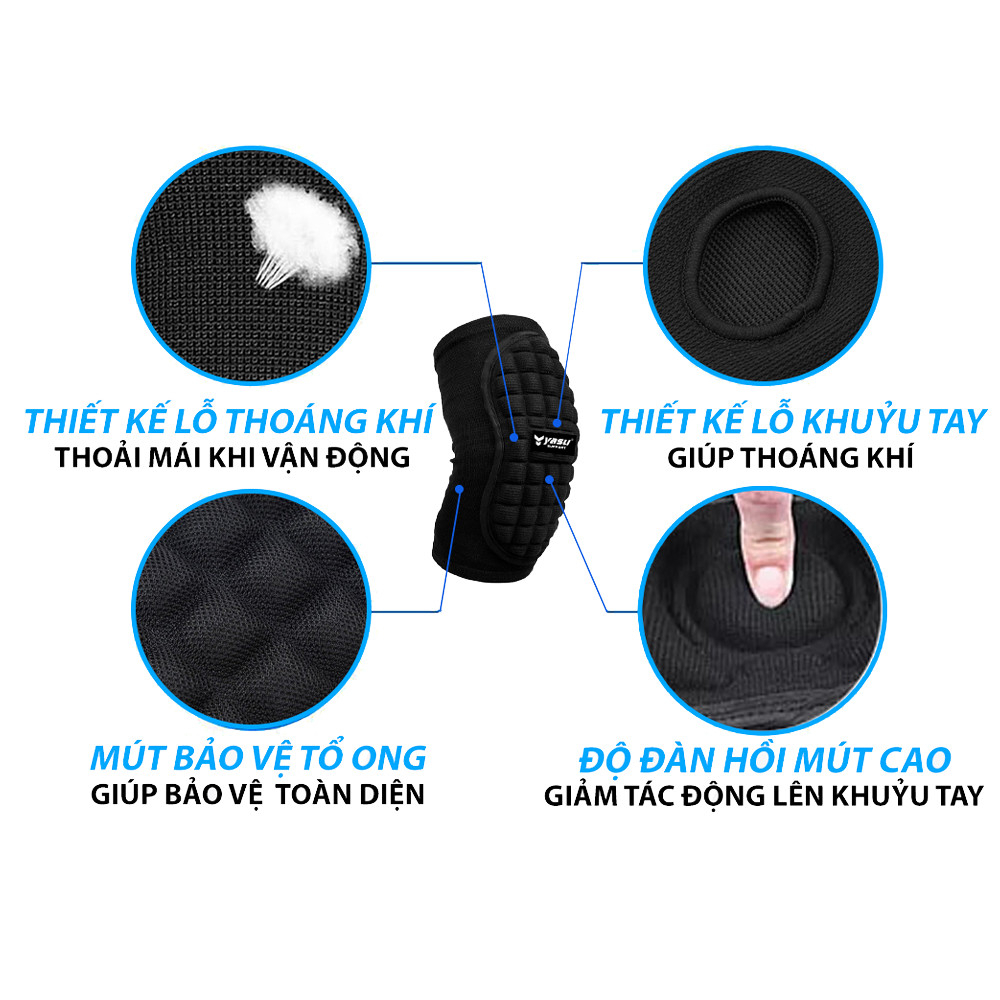 THIẾT KẾ LỖ THOÁNG KHÍ
THOẢI MÁI KHI VẬN ĐỘNG
THIẾT KẾ LỖ KHUỶU TAY
GIÚP THOÁNG KHÍ
YASU
MÚT BẢO VỆ TỔ ONG
GIÚP BẢO VỆ TOÀN DIỆN
ĐỘ ĐÀN HỒI MÚT CAO
GIẢM TÁC ĐỘNG LÊN KHUỶU TAY